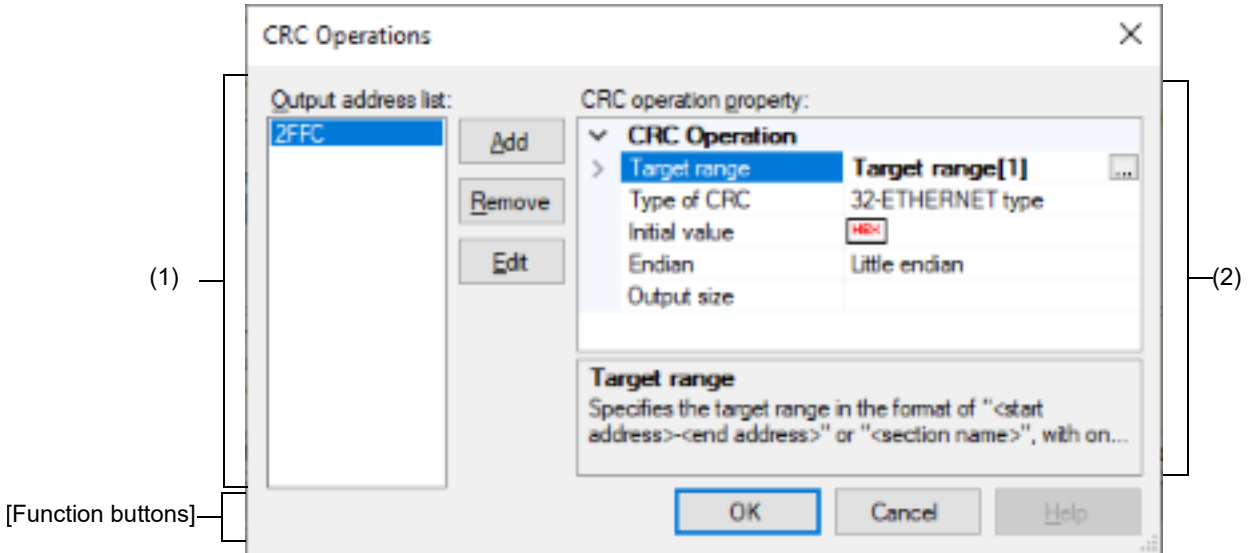 CRC Operations
Output address list:
2FFC
Add
Remove
Edit
CRC operation property:
CRC Operation
Target range Target range[1] ...
Type of CRC 32-ETHERNET type
Initial value HEX
Endian Little endian
Output size
Target range
Specifies the target range in the format of "<start
address>-<end address>" or "<section name>", with on...
OK
Cancel
Help
(1)
(2)
[Function buttons]